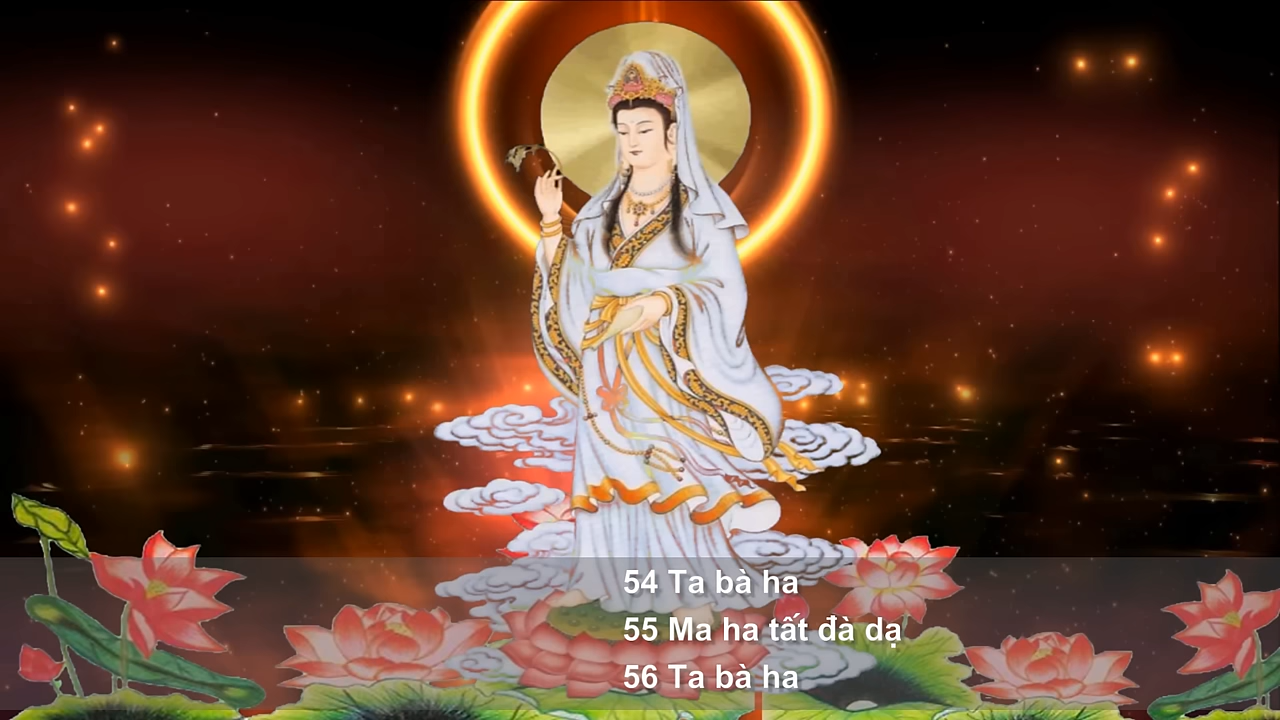 54 Ta bà ha
55 Ma ha tất đà dạ
56 Ta bà ha